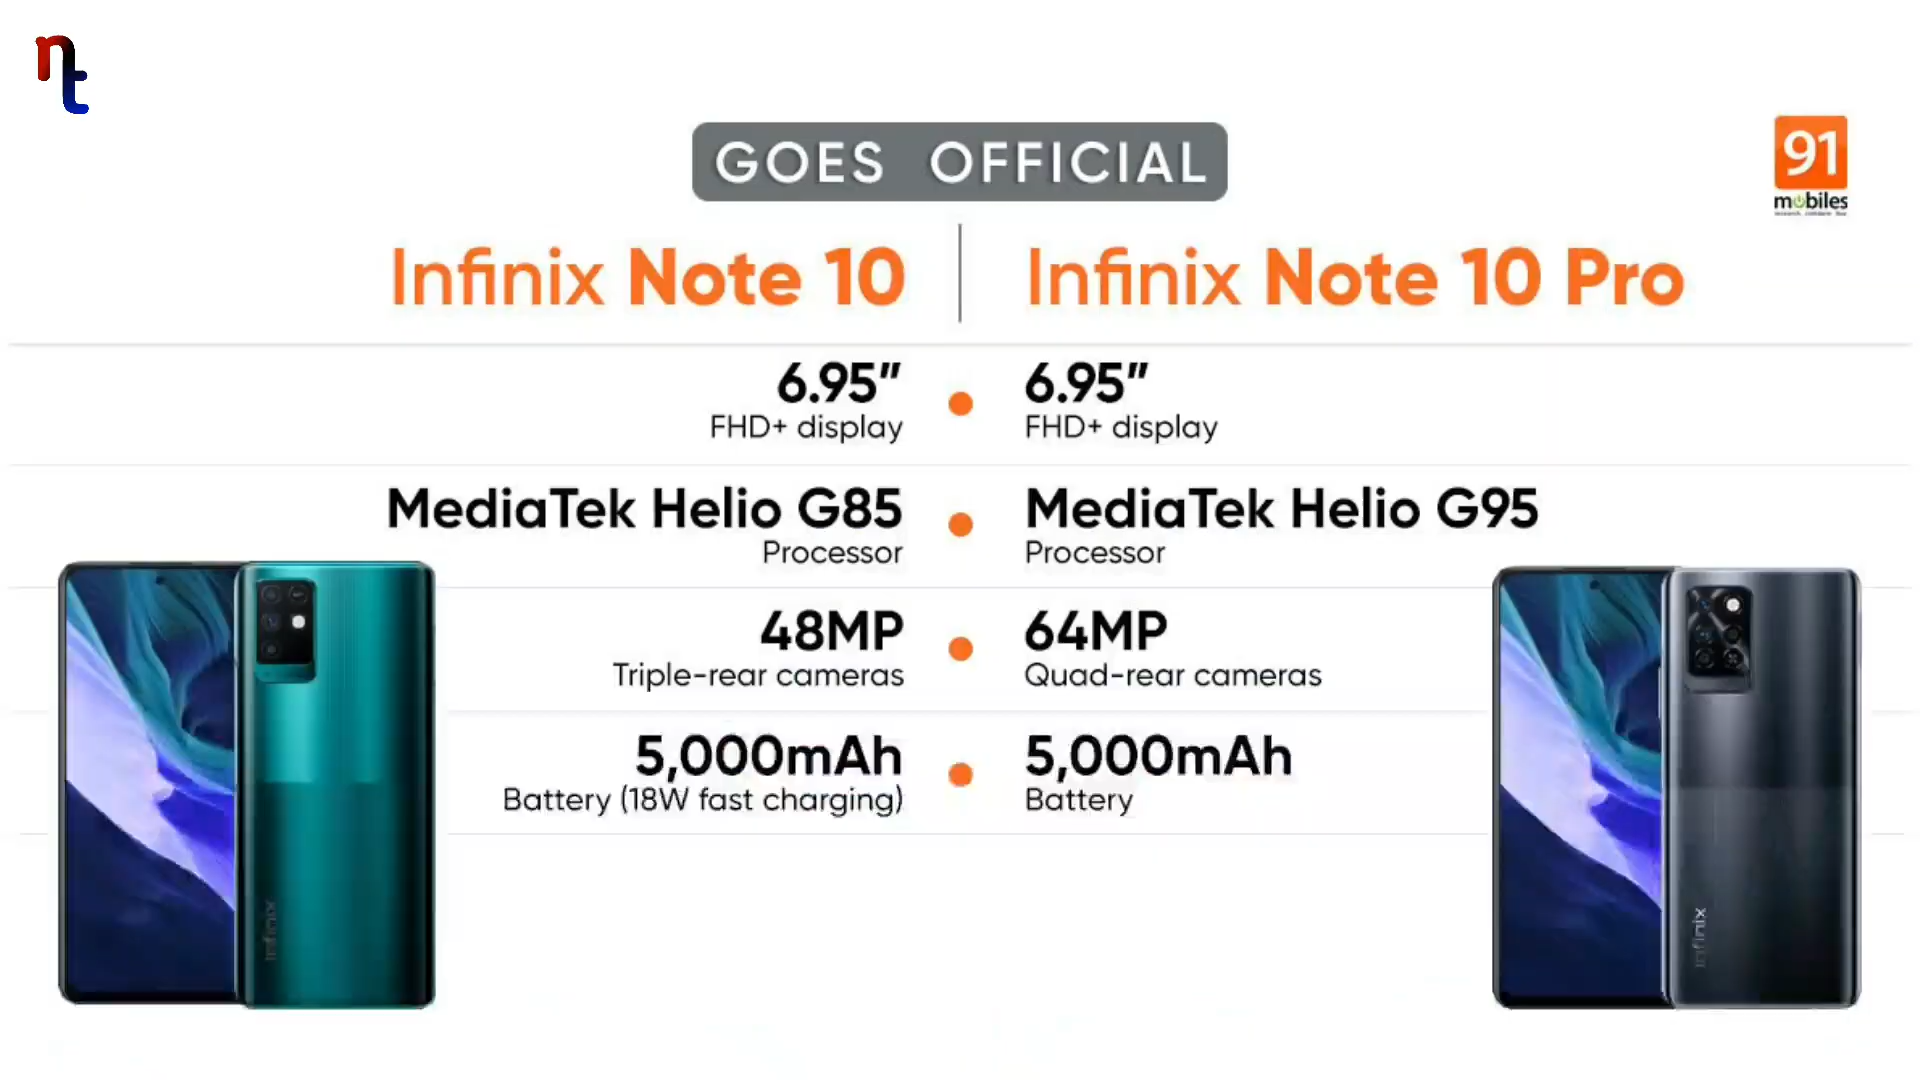 nt
GOES OFFICIAL
91
mobiles
Infinix Note 10
Infinix Note 10 Pro
6.95"
FHD+ display
6.95"
FHD+ display
MediaTek Helio G85
Processor
MediaTek Helio G95
Processor
48MP
Triple-rear cameras
64MP
Quad-rear cameras
5,000mAh
Battery (18W fast charging)
5,000mAh
Battery
Infinix
Infinix